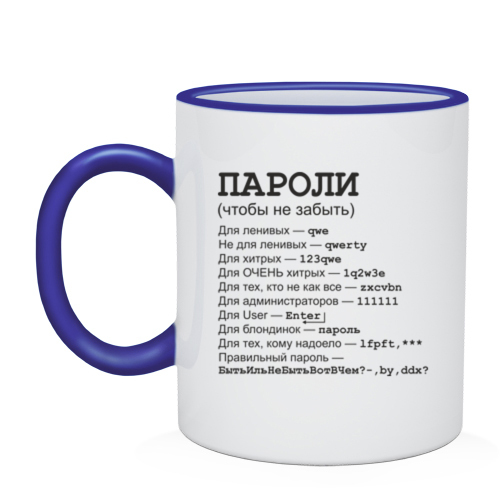 ПАРОЛИ
(чтобы не забыть)
Для ленивых — qwe
Не для ленивых — qwerty
Для хитрых — 123qwe
Для ОЧЕНЬ хитрых — 1q2w3e
Для тех, кто не как все — zxcvbn
Для администраторов — 111111
Для User — Enter
Для блондинок — пароль
Для тех, кому надоело — lfpft,***
Правильный пароль —
БытьИльНеБытьВотВЧем?-,by,ddx?